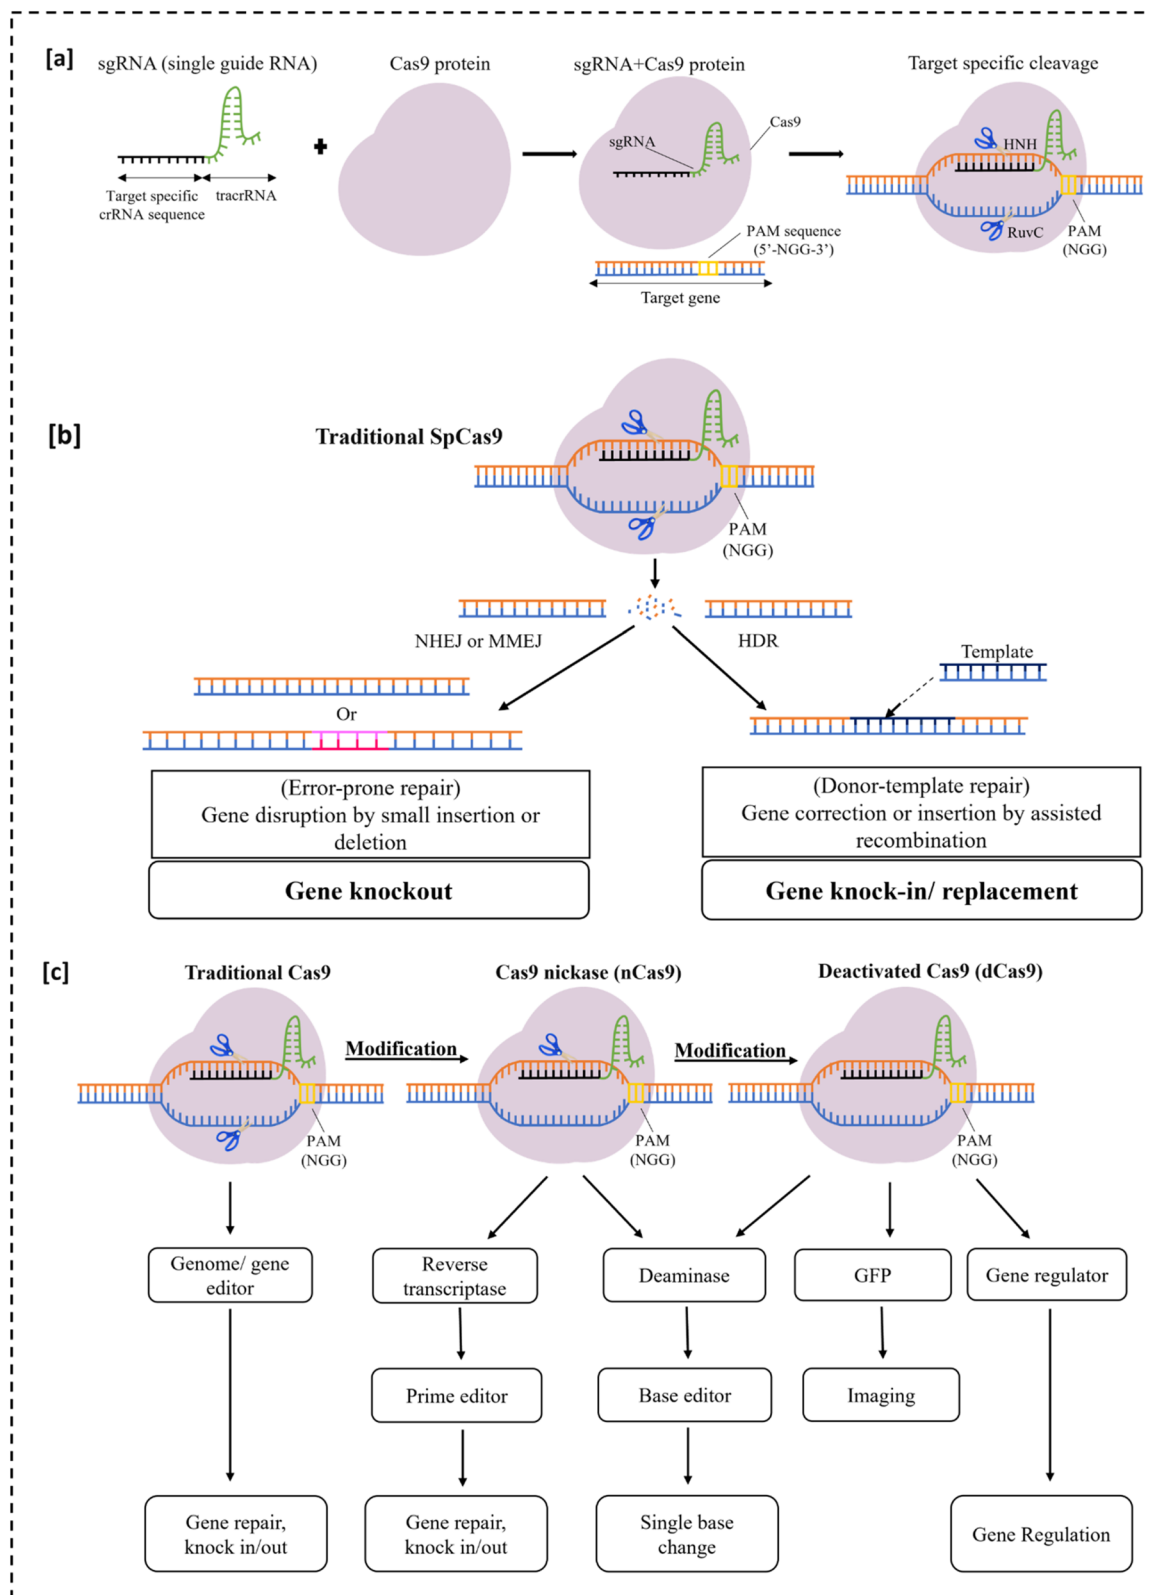 [a]
sgRNA (single guide RNA)
Cas9 protein
sgRNA+Cas9 protein
Target specific cleavage
sgRNA
Cas9
HNH
Target specific
crRNA sequence
tracrRNA
PAM sequence
(5’-NGG-3’)
Target gene
RuvC
PAM
(NGG)
[b]
Traditional SpCas9
PAM
(NGG)
NHEJ or MMEJ
HDR
Template
Or
(Error-prone repair)
Gene disruption by small insertion or
deletion
Gene knockout
(Donor-template repair)
Gene correction or insertion by assisted
recombination
Gene knock-in/ replacement
[c]
Traditional Cas9
Cas9 nickase (nCas9)
Deactivated Cas9 (dCas9)
Modification
Modification
PAM
(NGG)
PAM
(NGG)
PAM
(NGG)
Genome/ gene
editor
Reverse
transcriptase
Deaminase
GFP
Gene regulator
Prime editor
Base editor
Imaging
Gene repair,
knock in/out
Gene repair,
knock in/out
Single base
change
Gene Regulation